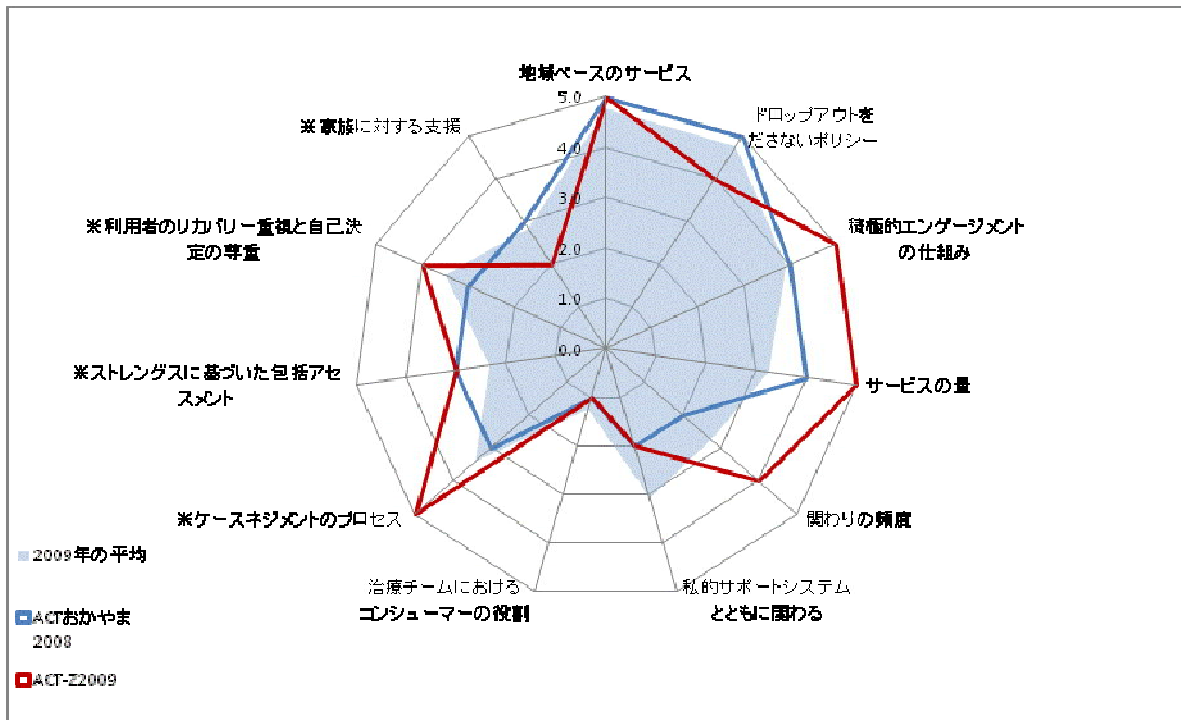 地域ベースのサービス
5.0
ドロップアウトを
ださないポリシー
※家族に対する支援
4.0
3.0
※利用者のリカバリー重視と自己決
定の尊重
積極的エンゲージメント
の仕組み
2.0
1.0
0.0
※ストレングスに基づいた包括アセ
スメント
サービスの量
※ケースネジメントのプロセス
関わりの頻度
治療チームにおける
コンシューマーの役割
私的サポートシステム
とともに関わる
2009年の平均
ACTおかやま
2008
ACT-Z2009